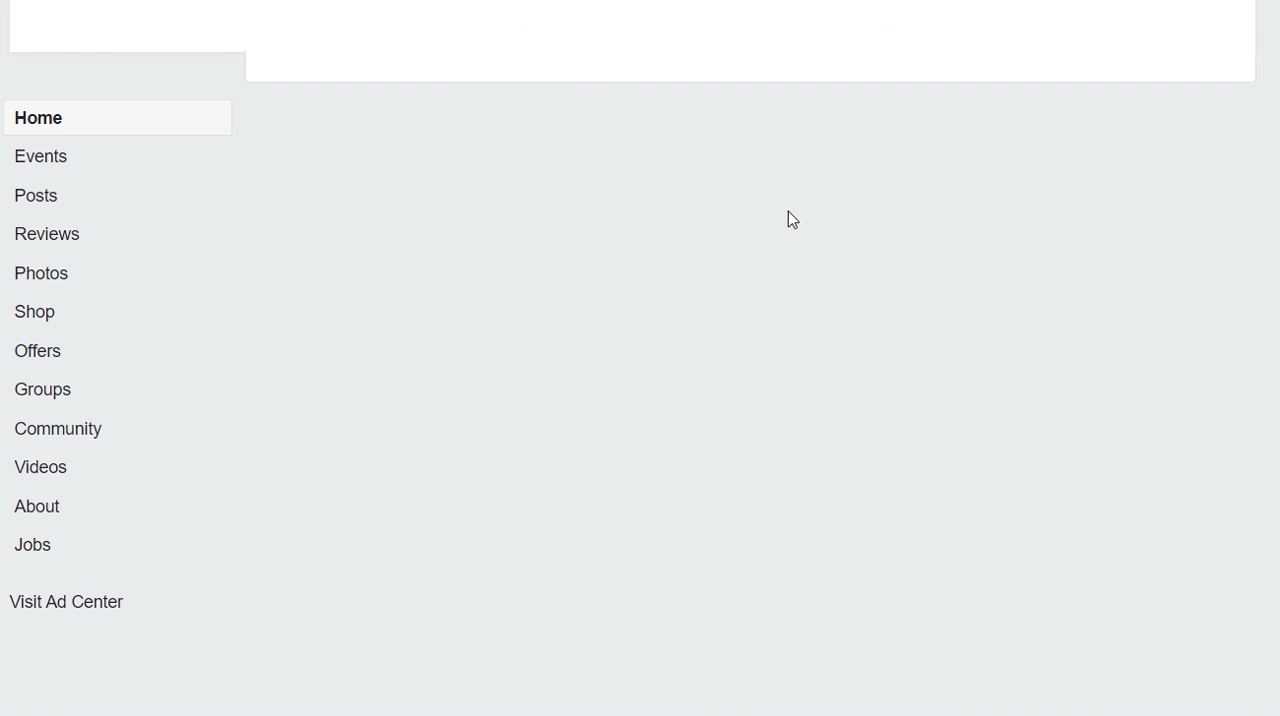 Home
Events
Posts
Reviews
Photos
Shop
Offers
Groups
Community
Videos
About
Jobs
Visit Ad Center